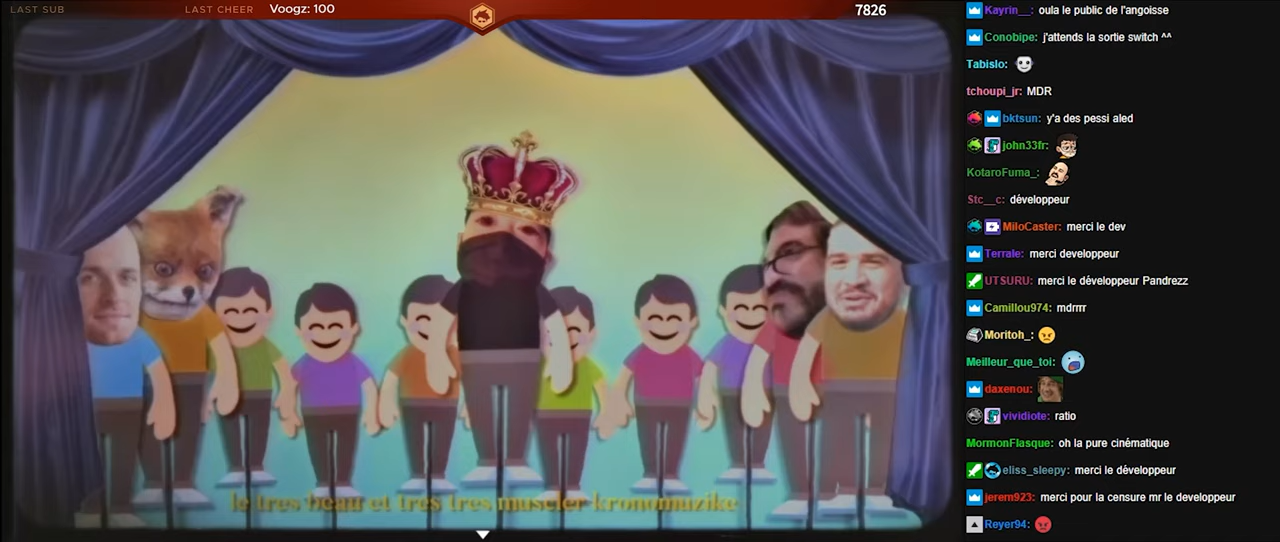 LAST SUB
LAST CHEER Voogz: 100
7826
le tres beau et tres tres muscler kronomuzike
Kayrin__: oula le public de l'angoisse
Conobipe: j'attends la sortie switch ^^
Tabislo:
tchoupi_jr: MDR
bktsun: y'a des pessi aled
john33fr:
KotaroFuma_:
Stc__c: développeur
MiloCaster: merci le dev
Terrale: merci developpeur
UTSURU: merci le développeur Pandrezz
Camillou974: mdrrr
Moritoh_:
Meilleur_que_toi:
daxenou:
vividiote: ratio
MormonFlasque: oh la pure cinématique
eliss_sleepy: merci le développeur
jerem923: merci pour la censure mr le developpeur
Reyer94: